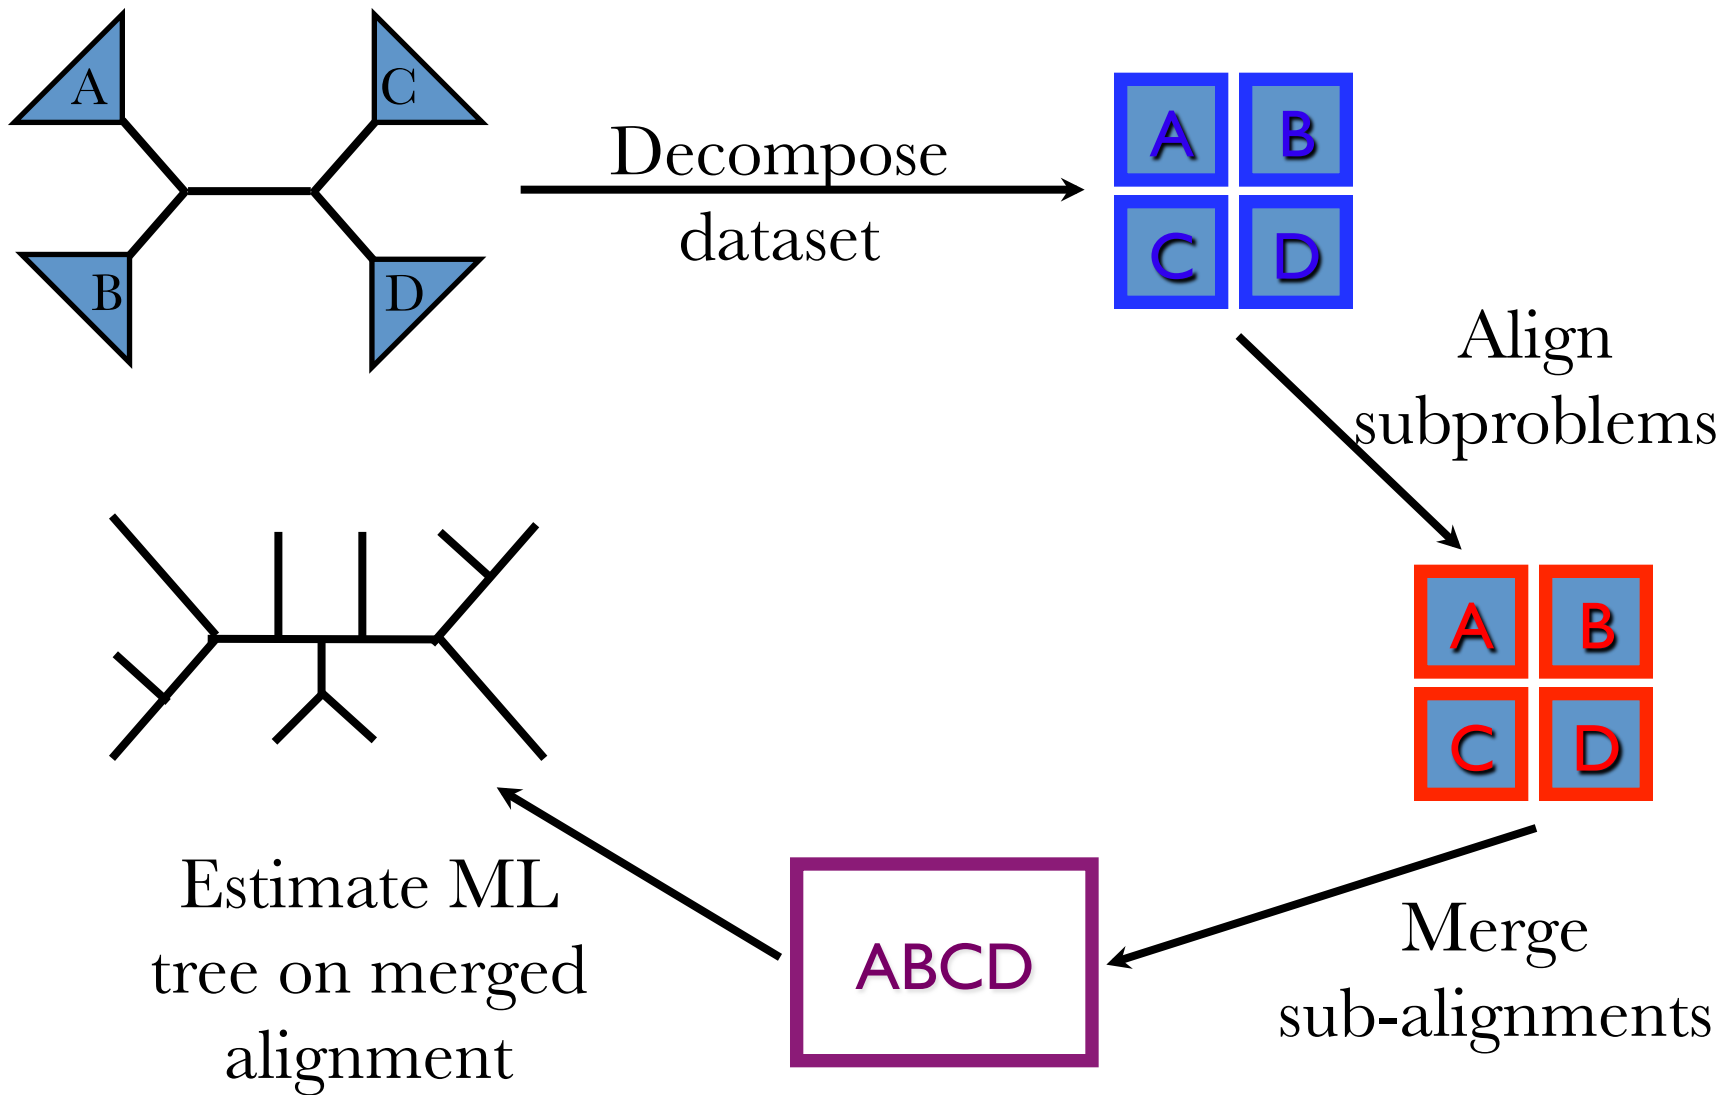 A
C
B
D
Decompose
dataset
A B
C D
Align
subproblems
A B
C D
Merge
sub-alignments
ABCD
Estimate ML
tree on merged
alignment